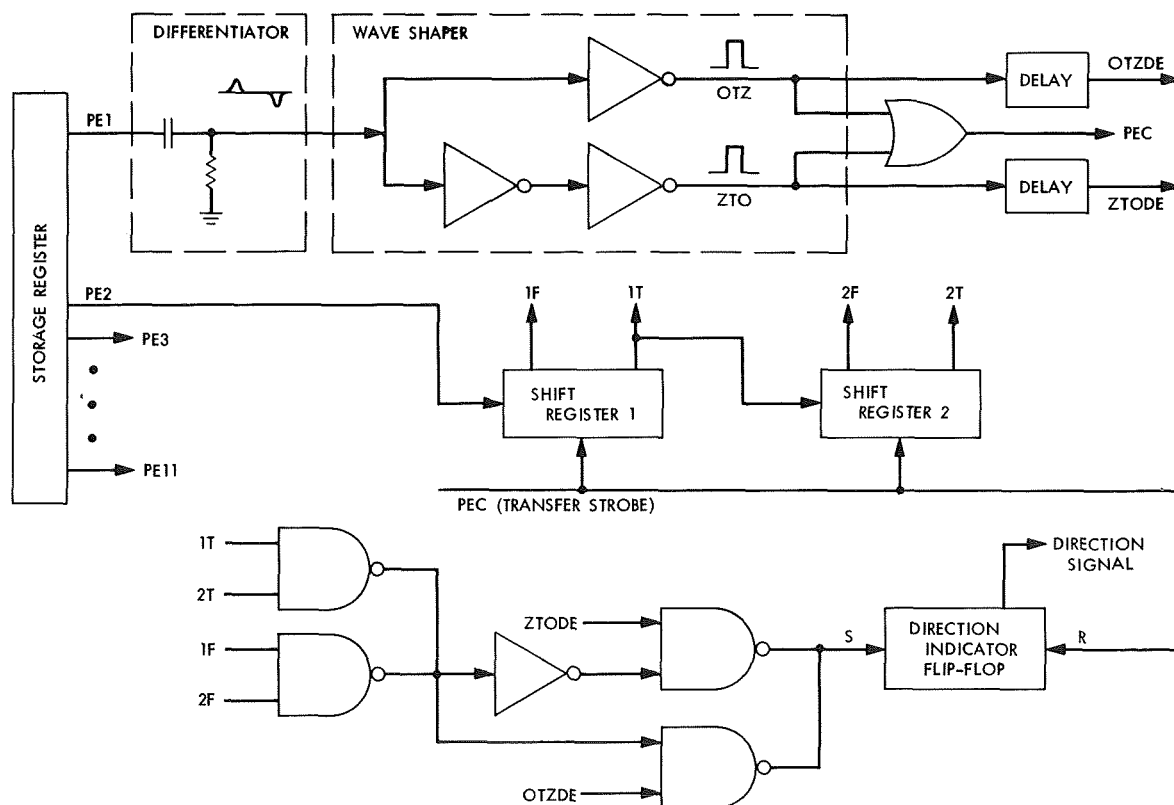 DIFFERENTIATOR
WAVE SHAPER
STORAGE REGISTER
PE1
OTZ
ZTO
DELAY
OTZDE
PEC
DELAY
ZTODE
PE2
PE3
PE11
1F
1T
2F
2T
SHIFT
REGISTER 1
SHIFT
REGISTER 2
PEC (TRANSFER STROBE)
1T
2T
1F
2F
ZTODE
OTZDE
S
DIRECTION
INDICATOR
FLIP-FLOP
R
DIRECTION
SIGNAL